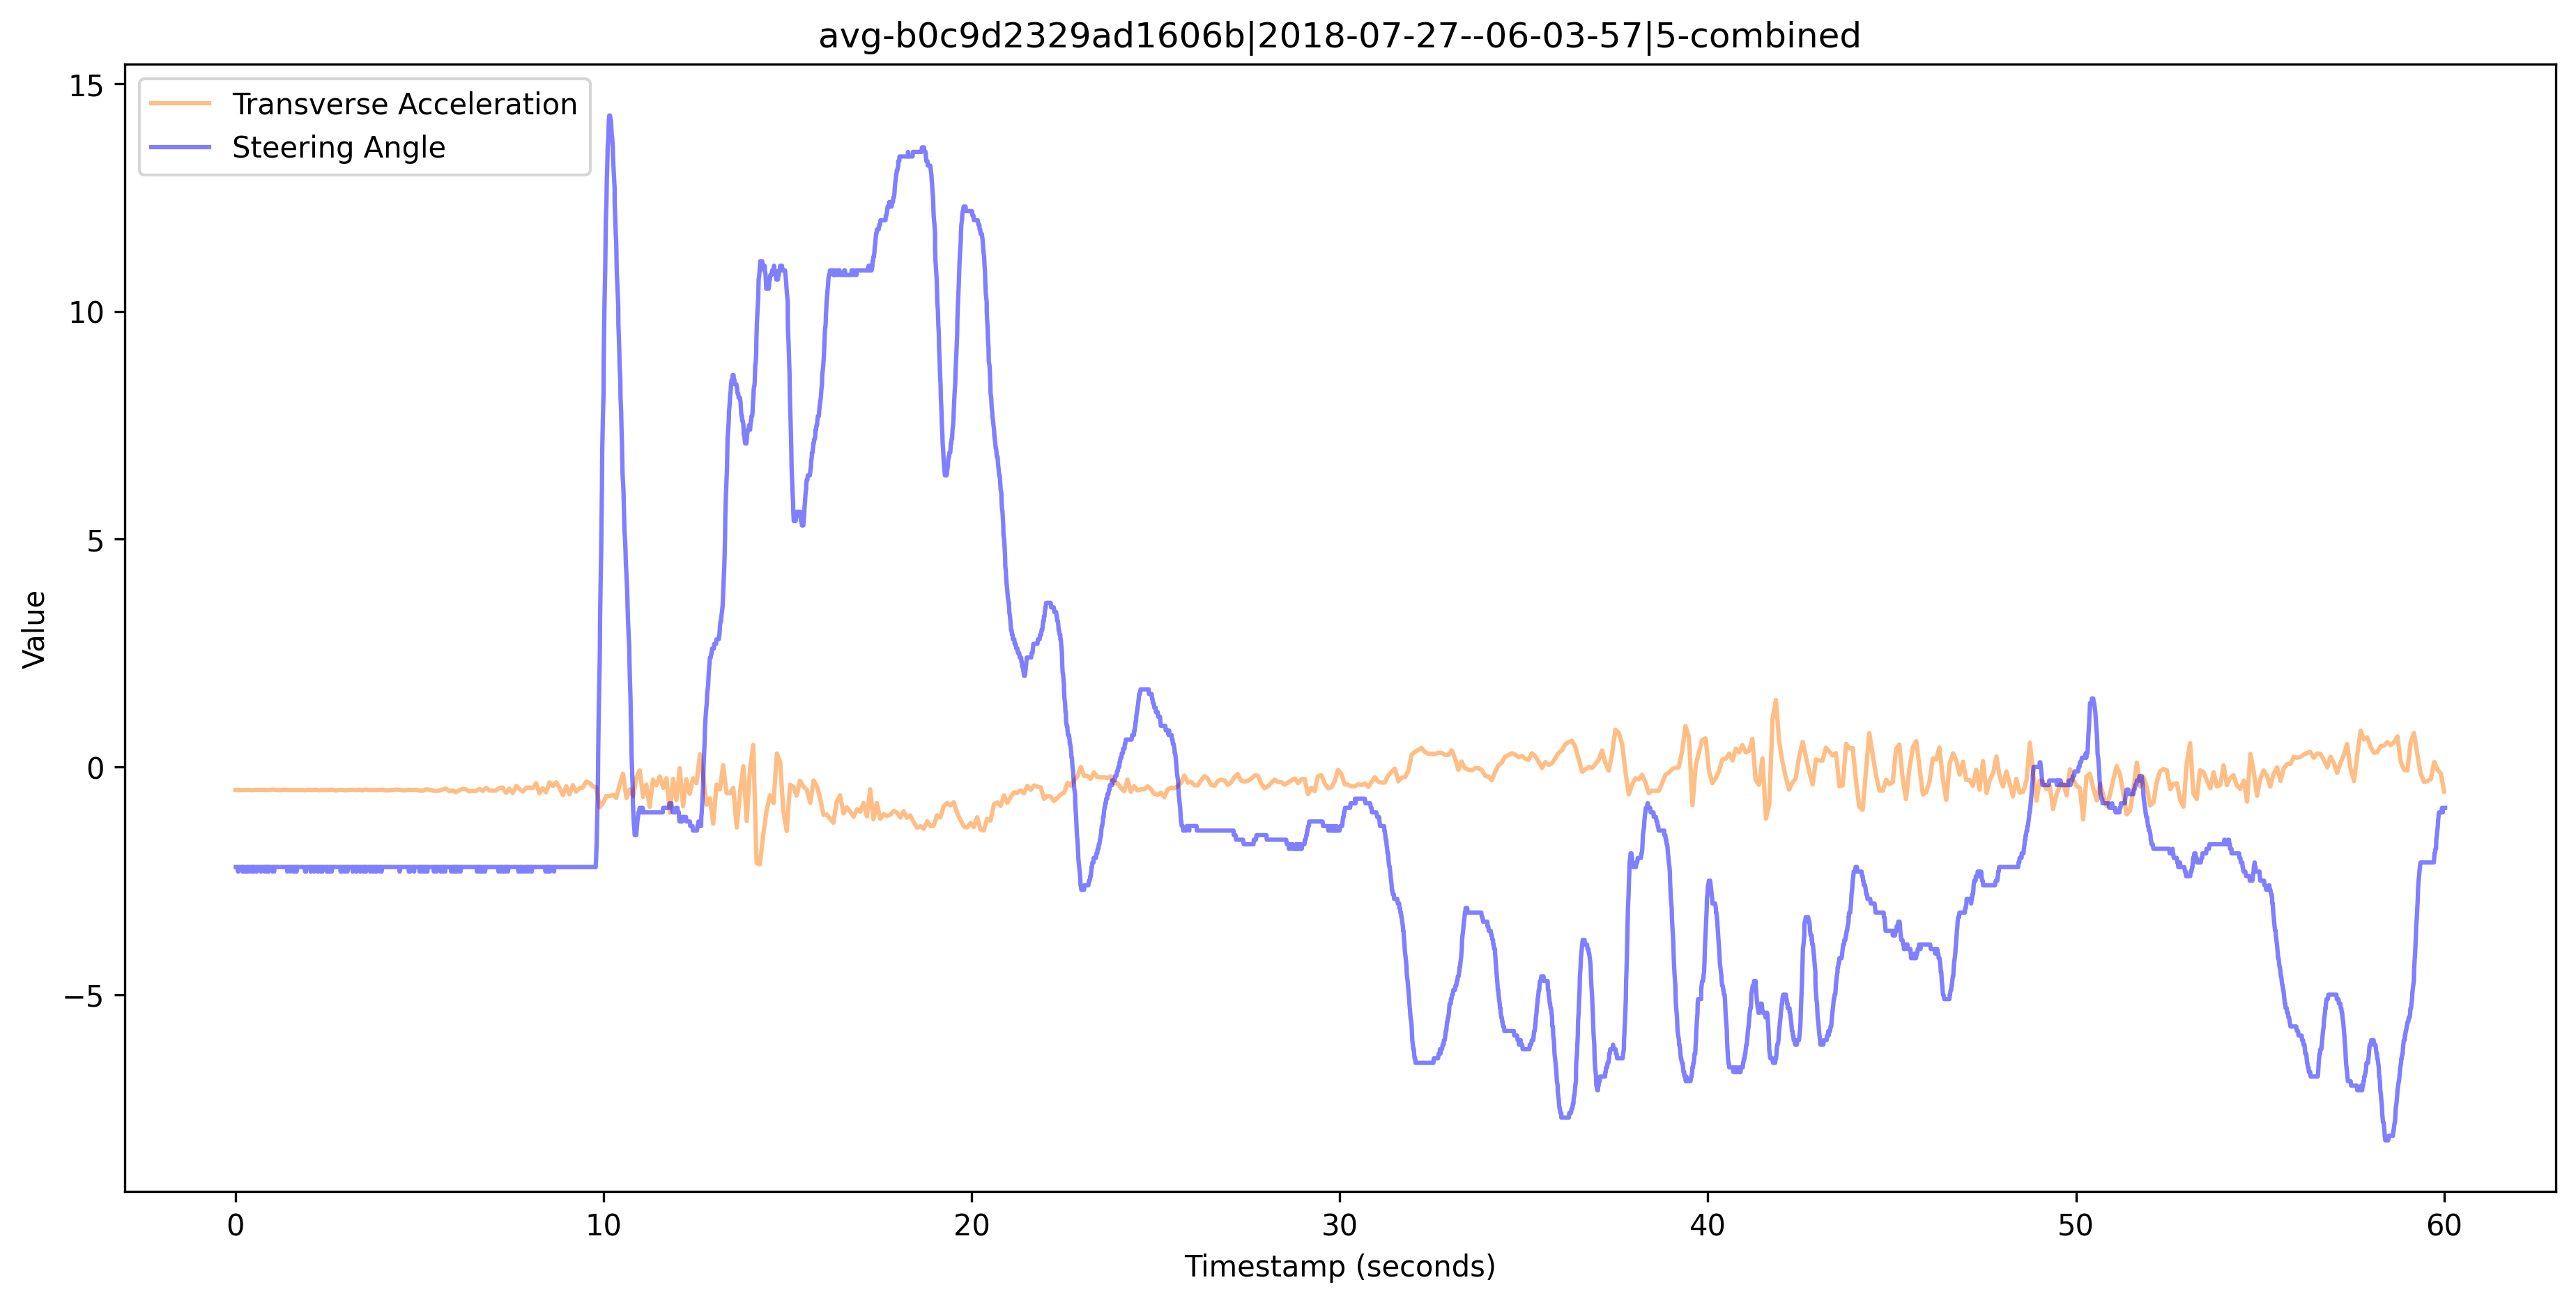 avg-b0c9d2329ad1606b|2018-07-27--06-03-57|5-combined
Transverse Acceleration
Steering Angle
15
10
5
0
−5
Value
0 10 20 30 40 50 60
Timestamp (seconds)